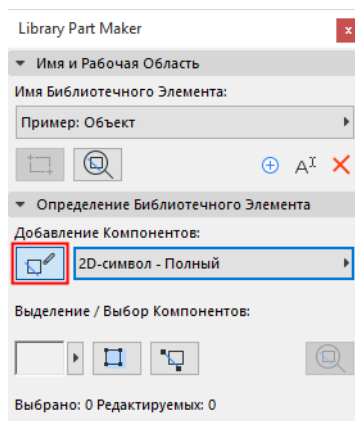 Library Part Maker
x
Имя и Рабочая Область
Имя Библиотечного Элемента:
Пример: Объект
Определение Библиотечного Элемента
Добавление Компонентов:
2D-символ - Полный
Выделение / Выбор Компонентов:
Выбрано: 0 Редактируемых: 0